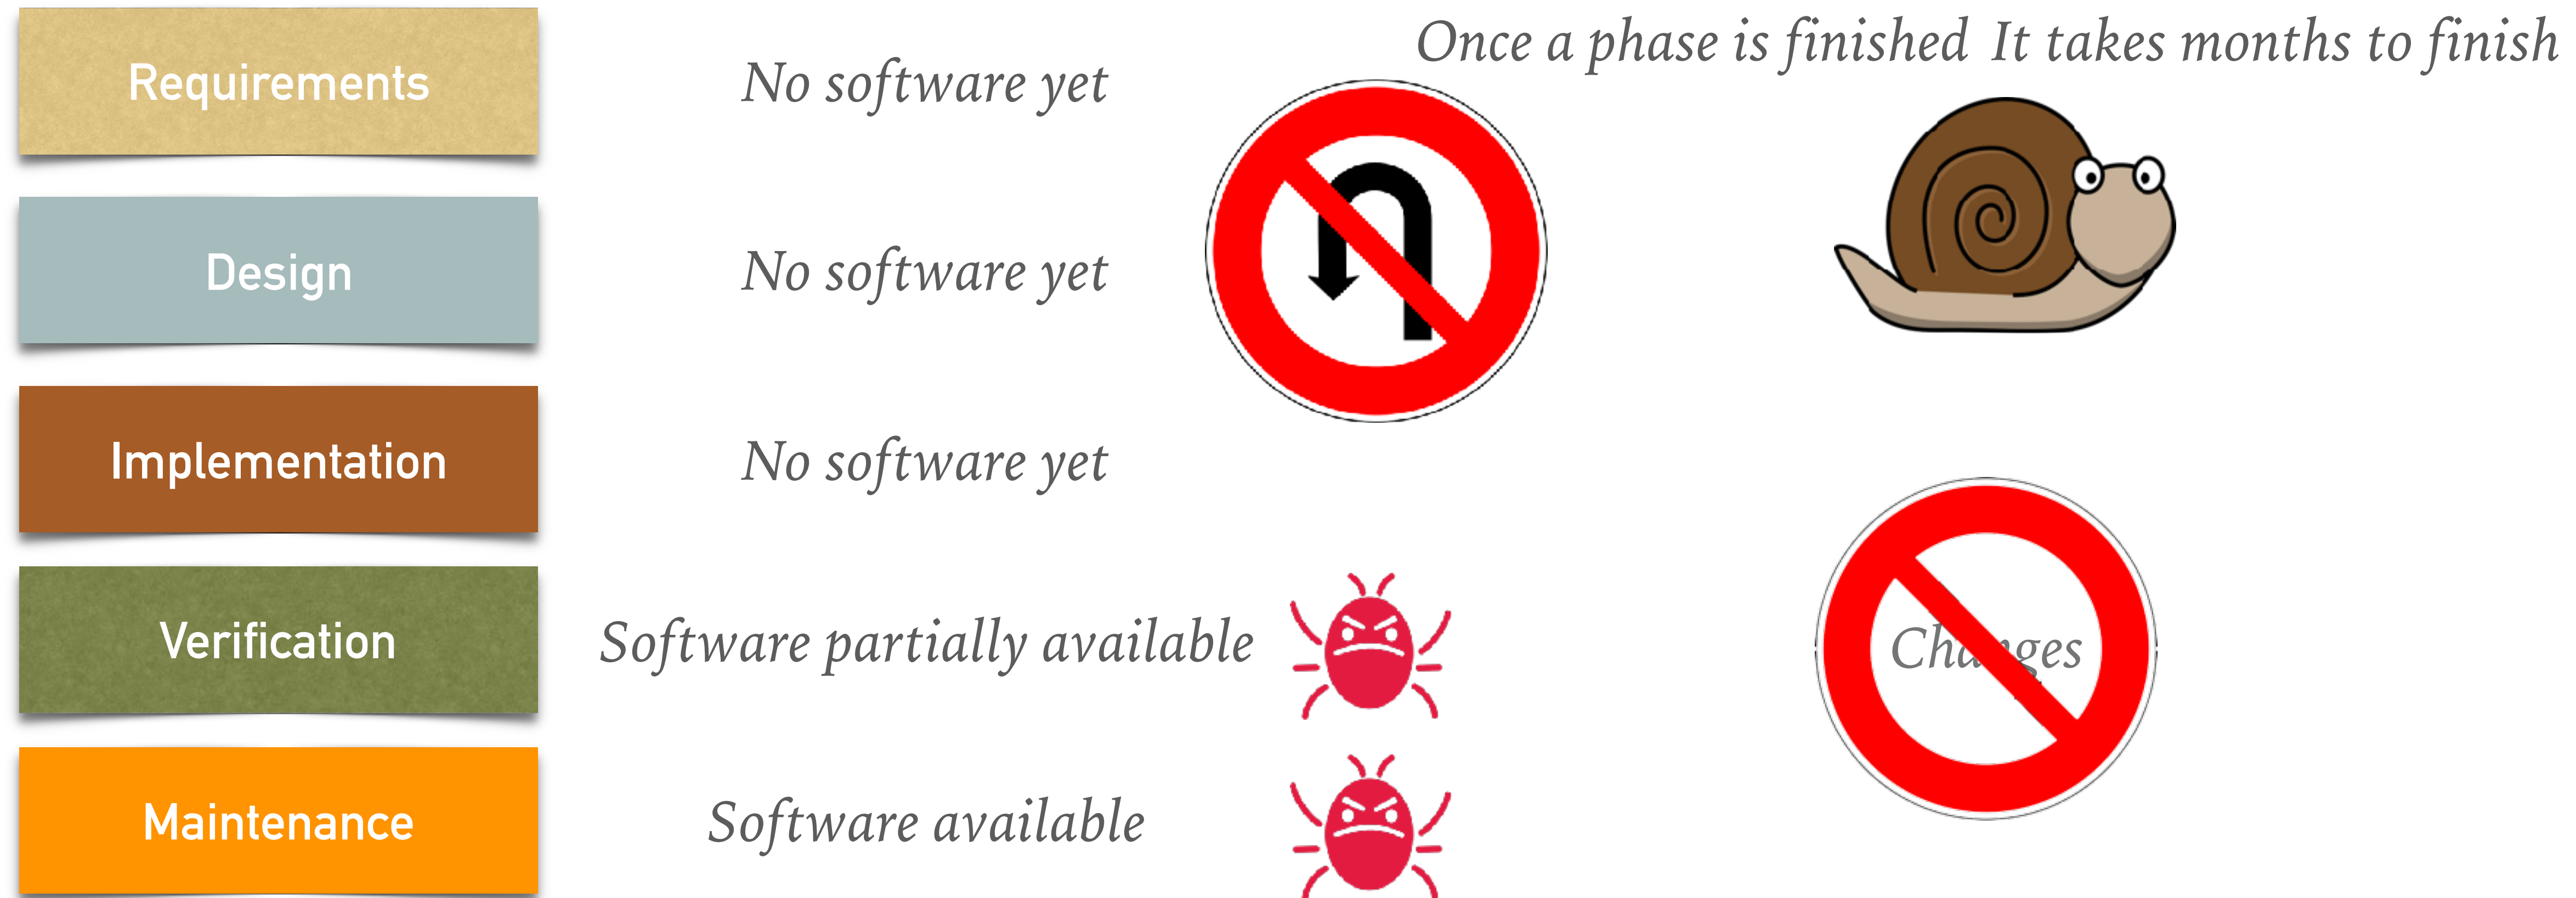 Once a phase is finished
It takes months to finish
Requirements
No software yet
Design
No software yet
Implementation
No software yet
Verification
Software partially available
Changes
Maintenance
Software available